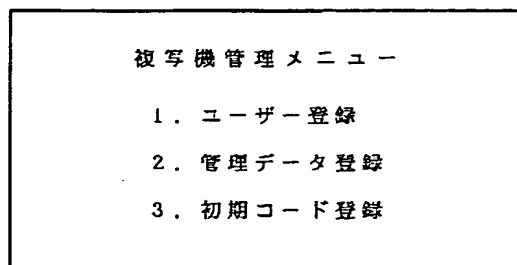 複写機管理メニュー
1. ユーザー登録
2. 管理データ登録
3. 初期コード登録